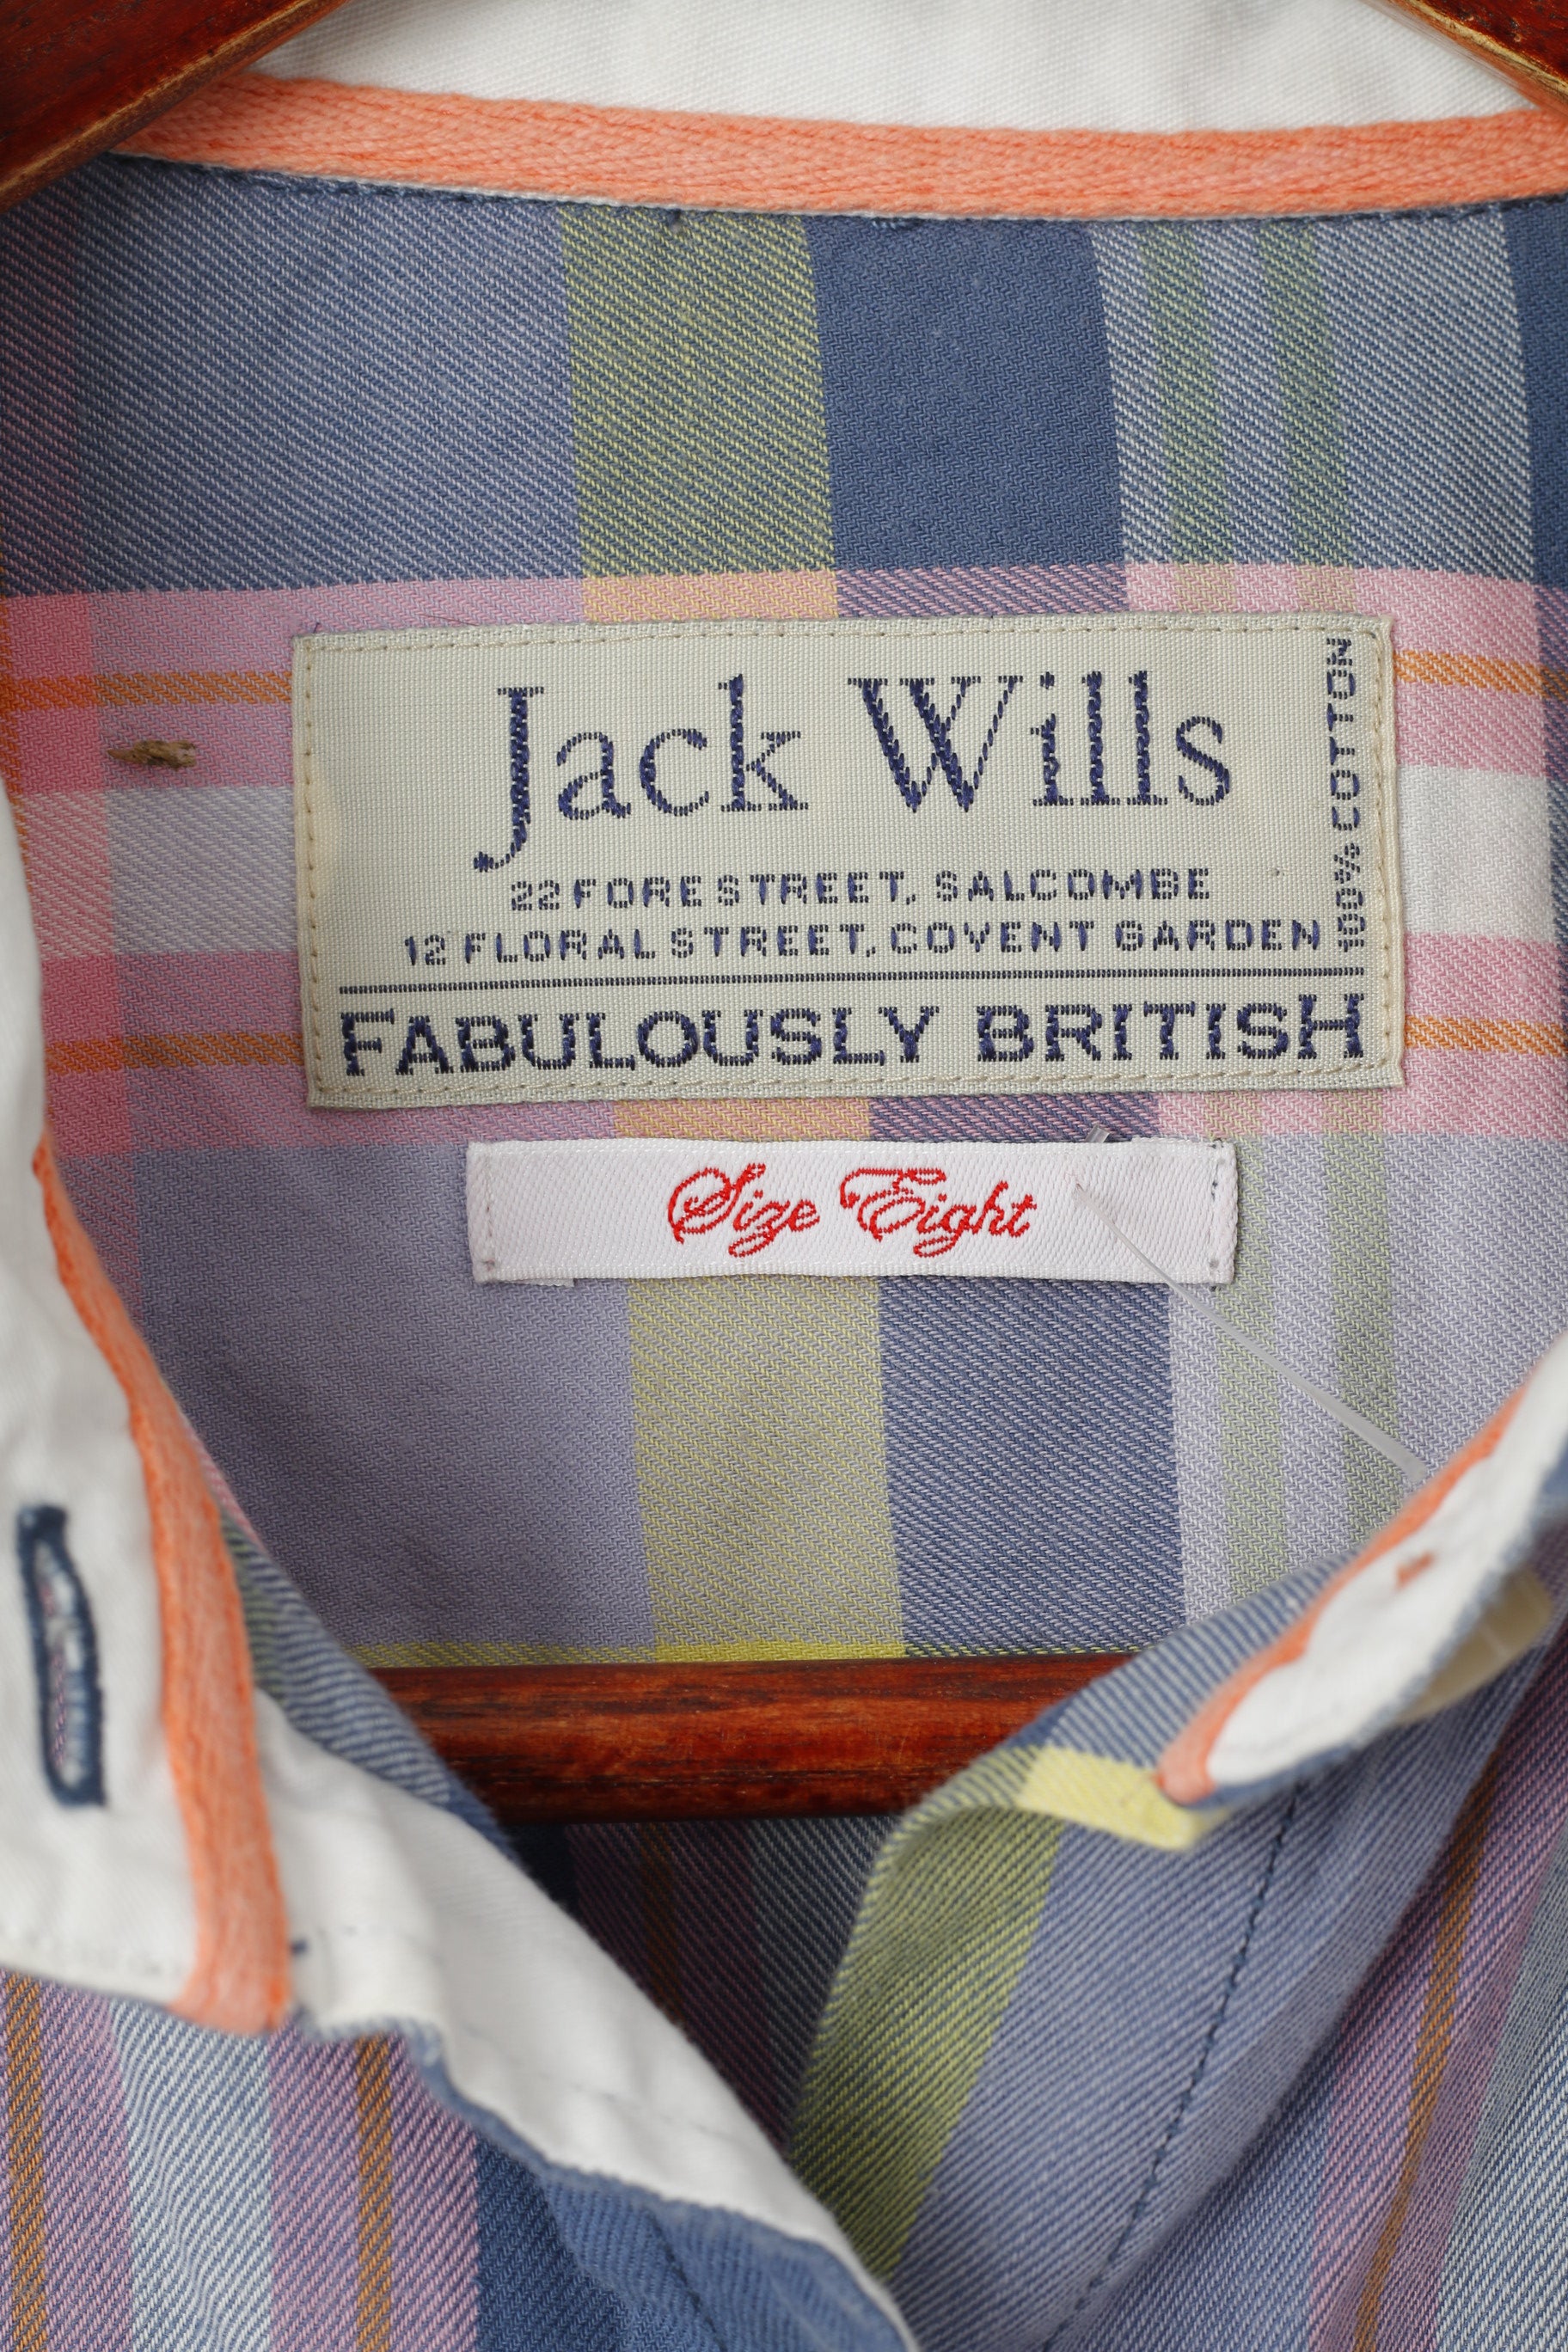 Jack Wills
22 FORE STREET, SALCOMBE
12 FLORAL STREET, COVENT GARDEN
100% COTTON
FABULOUSLY BRITISH
Size Eight